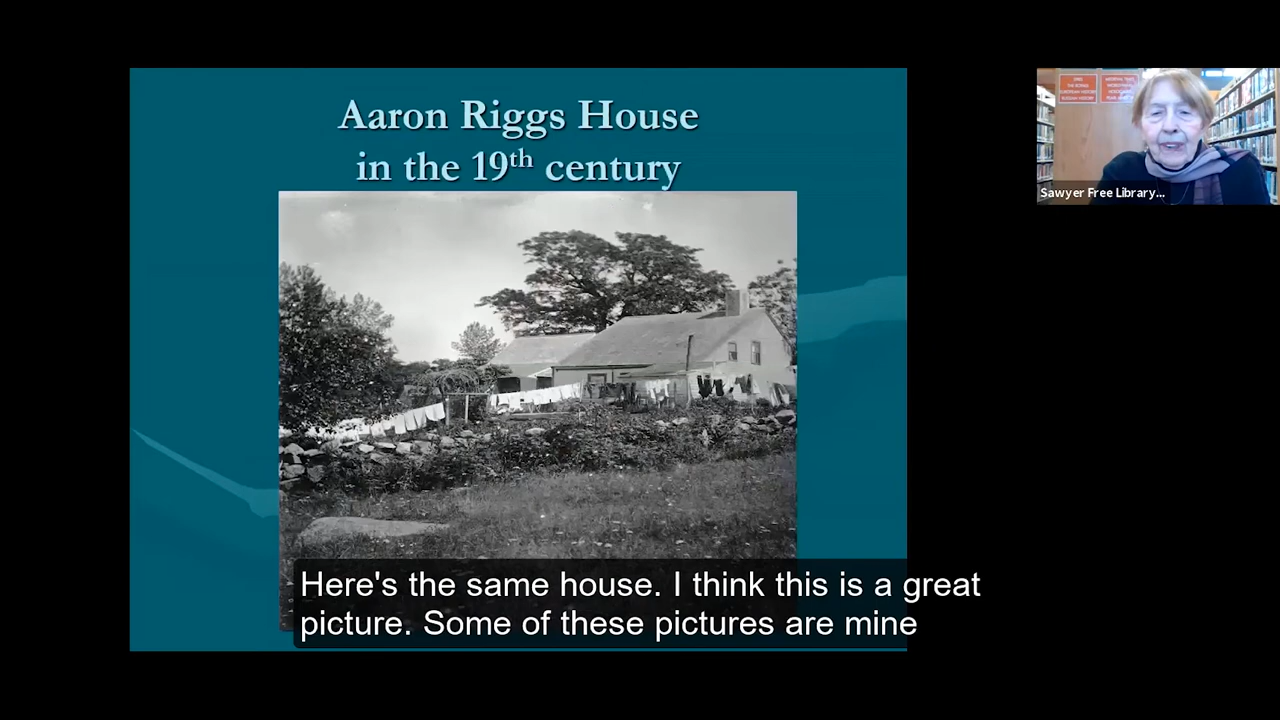 Aaron Riggs House
in the 19th century
Sawyer Free Library...
Here's the same house. I think this is a great
picture. Some of these pictures are mine